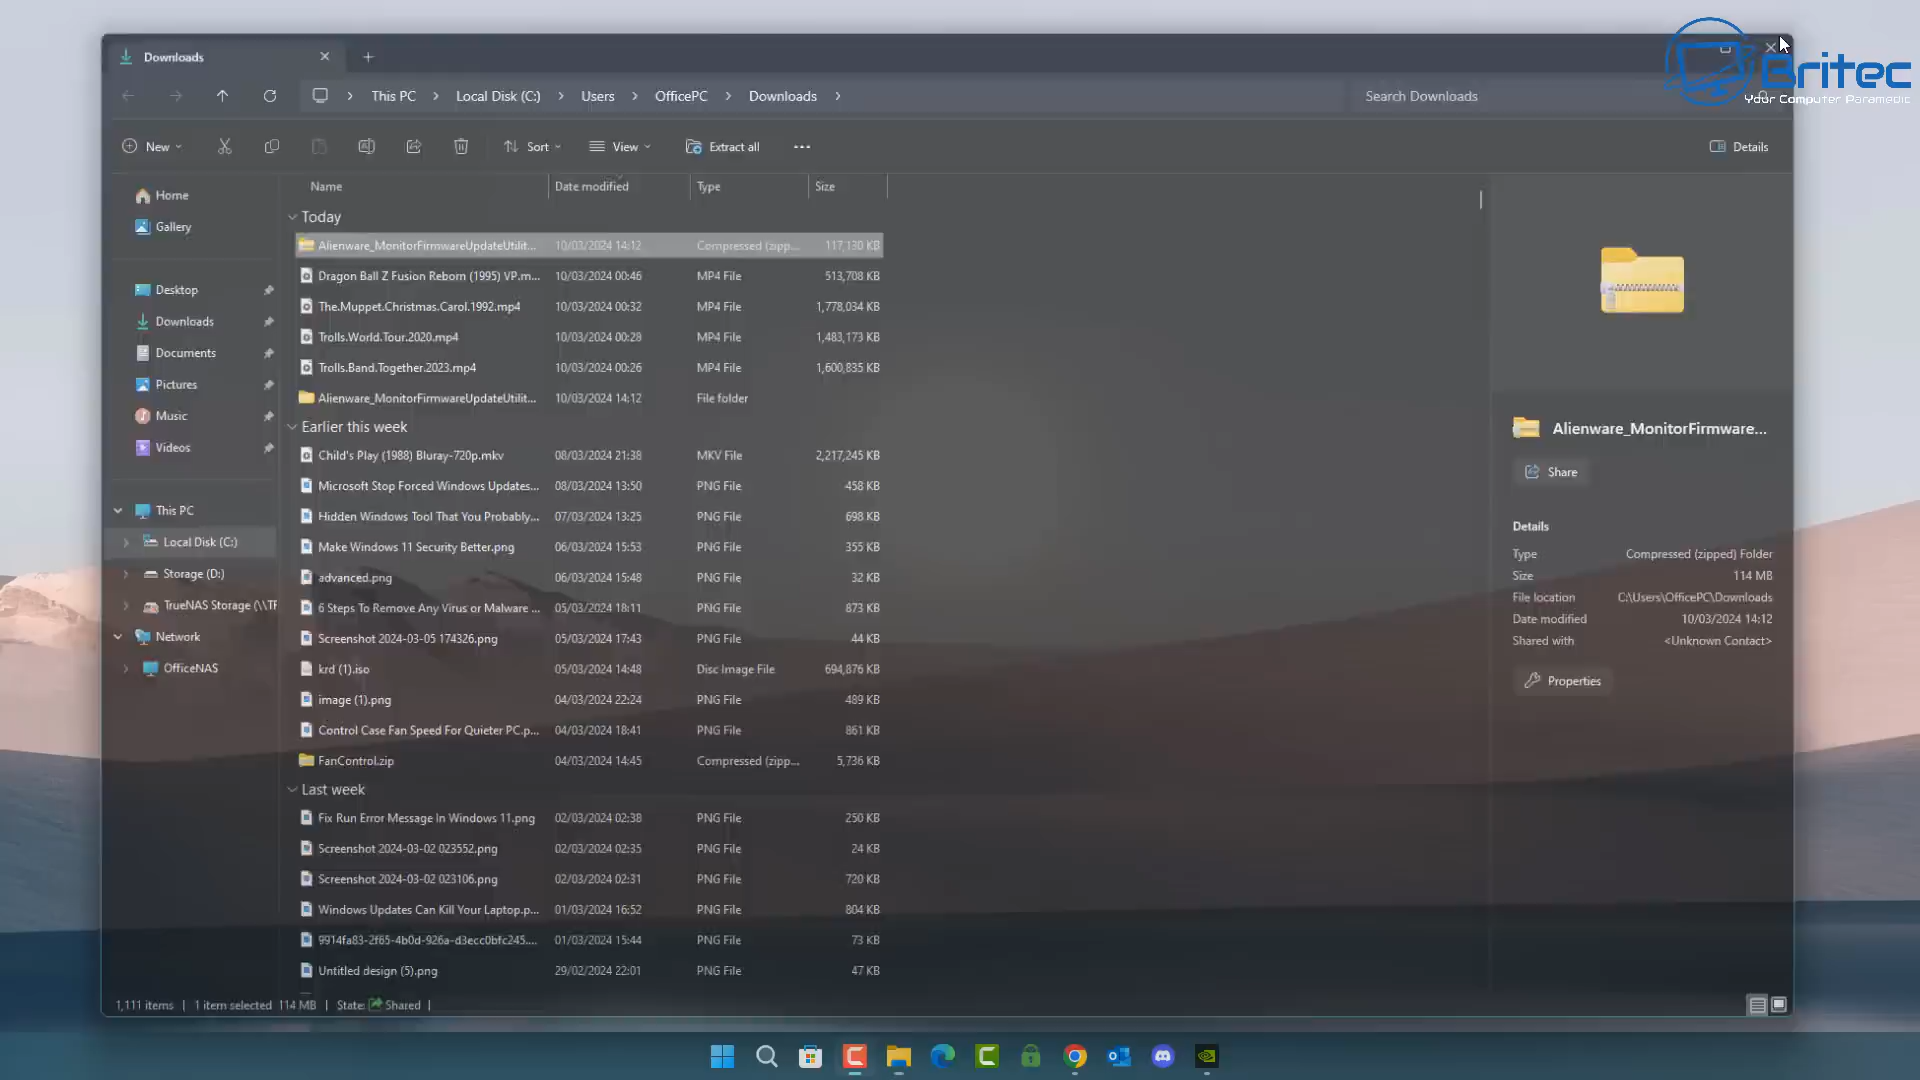 Downloads
Britec
Your Computer Paramedic
This PC
Local Disk (C:)
Users
OfficePC
Downloads
Search Downloads
New
Sort
View
Extract all
Details
Home
Gallery
Desktop
Downloads
Documents
Pictures
Music
Videos
This PC
Local Disk (C:)
Storage (D:)
TrueNAS Storage (\\TF
Network
OfficeNAS
Name Date modified Type Size
Today
Alienware_MonitorFirmwareUpdateUtilit... 10/03/2024 14:12 Compressed (zipp... 117,130 KB
Dragon Ball Z Fusion Reborn (1995) VP.m... 10/03/2024 00:46 MP4 File 513,708 KB
The.Muppet.Christmas.Carol.1992.mp4 10/03/2024 00:32 MP4 File 1,778,034 KB
Trolls.World.Tour.2020.mp4 10/03/2024 00:28 MP4 File 1,483,173 KB
Trolls.Band.Together.2023.mp4 10/03/2024 00:26 MP4 File 1,600,835 KB
Alienware_MonitorFirmwareUpdateUtilit... 10/03/2024 14:12 File folder
Earlier this week
Child's Play (1988) Bluray-720p.mkv 08/03/2024 21:38 MKV File 2,217,245 KB
Microsoft Stop Forced Windows Updates... 08/03/2024 13:50 PNG File 458 KB
Hidden Windows Tool That You Probably... 07/03/2024 13:25 PNG File 698 KB
Make Windows 11 Security Better.png 06/03/2024 15:53 PNG File 355 KB
advanced.png 06/03/2024 15:48 PNG File 32 KB
6 Steps To Remove Any Virus or Malware ... 05/03/2024 18:11 PNG File 873 KB
Screenshot 2024-03-05 174326.png 05/03/2024 17:43 PNG File 44 KB
krd (1).iso 05/03/2024 14:48 Disc Image File 694,876 KB
image (1).png 04/03/2024 22:24 PNG File 489 KB
Control Case Fan Speed For Quieter PC.p... 04/03/2024 18:41 PNG File 861 KB
FanControl.zip 04/03/2024 14:45 Compressed (zipp... 5,736 KB
Last week
Fix Run Error Message In Windows 11.png 02/03/2024 02:38 PNG File 250 KB
Screenshot 2024-03-02 023552.png 02/03/2024 02:35 PNG File 24 KB
Screenshot 2024-03-02 023106.png 02/03/2024 02:31 PNG File 720 KB
Windows Updates Can Kill Your Laptop.p... 01/03/2024 16:52 PNG File 804 KB
9914fa83-2f65-4b0d-926a-d3ecc0bfc245.... 01/03/2024 15:44 PNG File 73 KB
Untitled design (5).png 29/02/2024 22:01 PNG File 47 KB
Alienware_MonitorFirmware...
Share
Details
Type Compressed (zipped) Folder
Size 114 MB
File location C:\Users\OfficePC\Downloads
Date modified 10/03/2024 14:12
Shared with <Unknown Contact>
Properties
1,111 items | 1 item selected 114 MB | State: Shared |